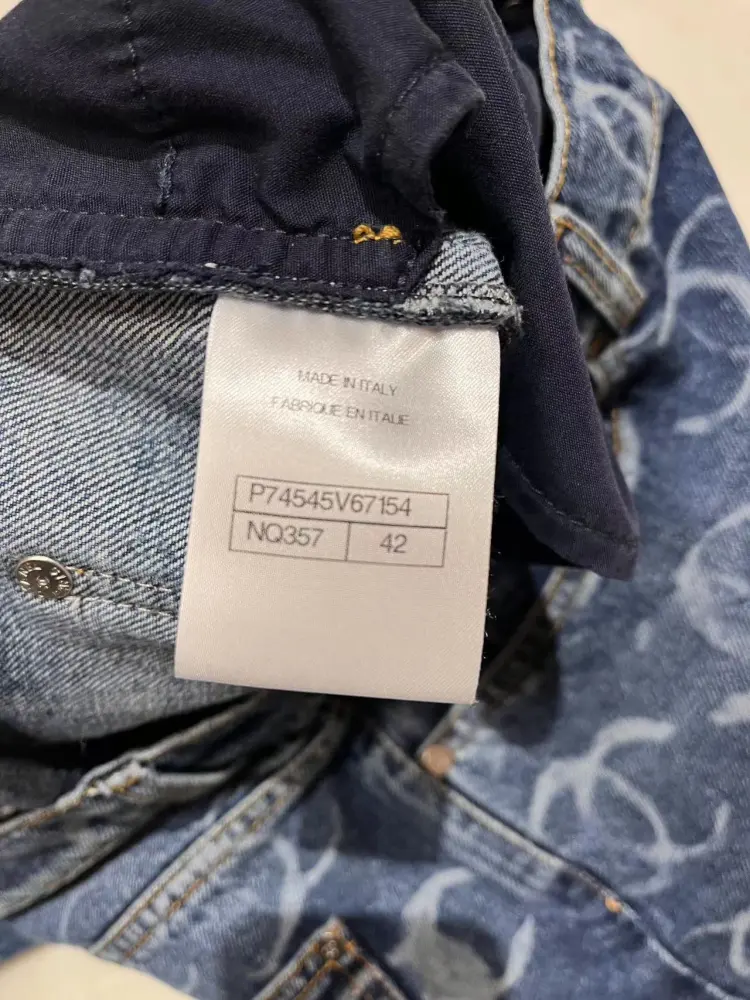 MADE IN ITALY
FABRIQUE EN ITALIE
P74545V67154
NQ357 42